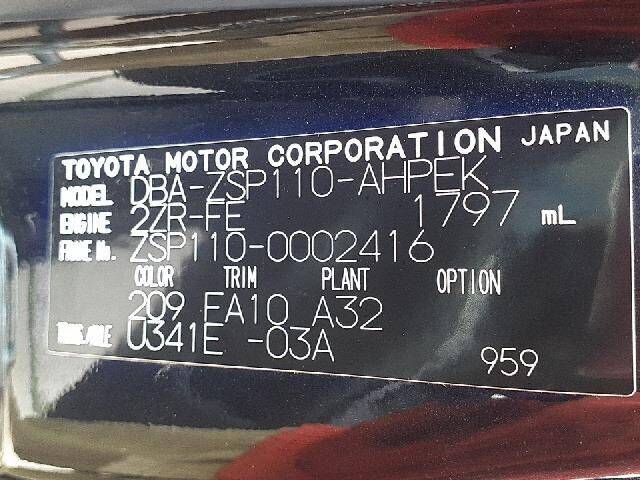 TOYOTA MOTOR CORPORATION JAPAN
MODEL DBA-ZSP110-AHPEK
ENGINE 2ZR-FE 1797 mL
FRAME No. ZSP110-0002416
COLOR TRIM PLANT OPTION
209 FA10 A32
TRANS/AXLE U341E -03A
959